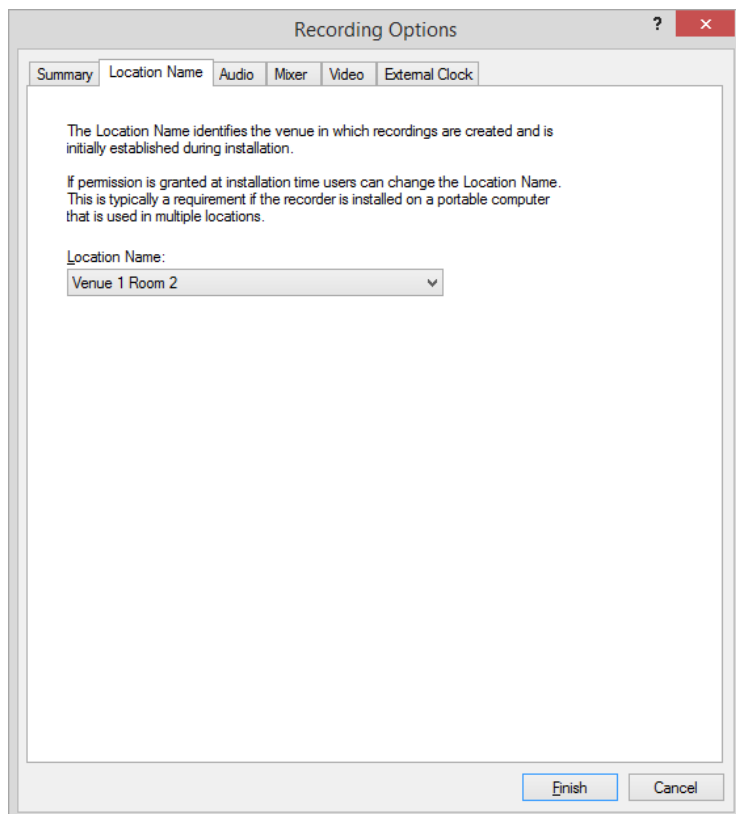 Recording Options
?
Summary
Location Name
Audio
Mixer
Video
External Clock
The Location Name identifies the venue in which recordings are created and is
initially established during installation.
If permission is granted at installation time users can change the Location Name.
This is typically a requirement if the recorder is installed on a portable computer
that is used in multiple locations.
Location Name:
Venue 1 Room 2
Finish
Cancel